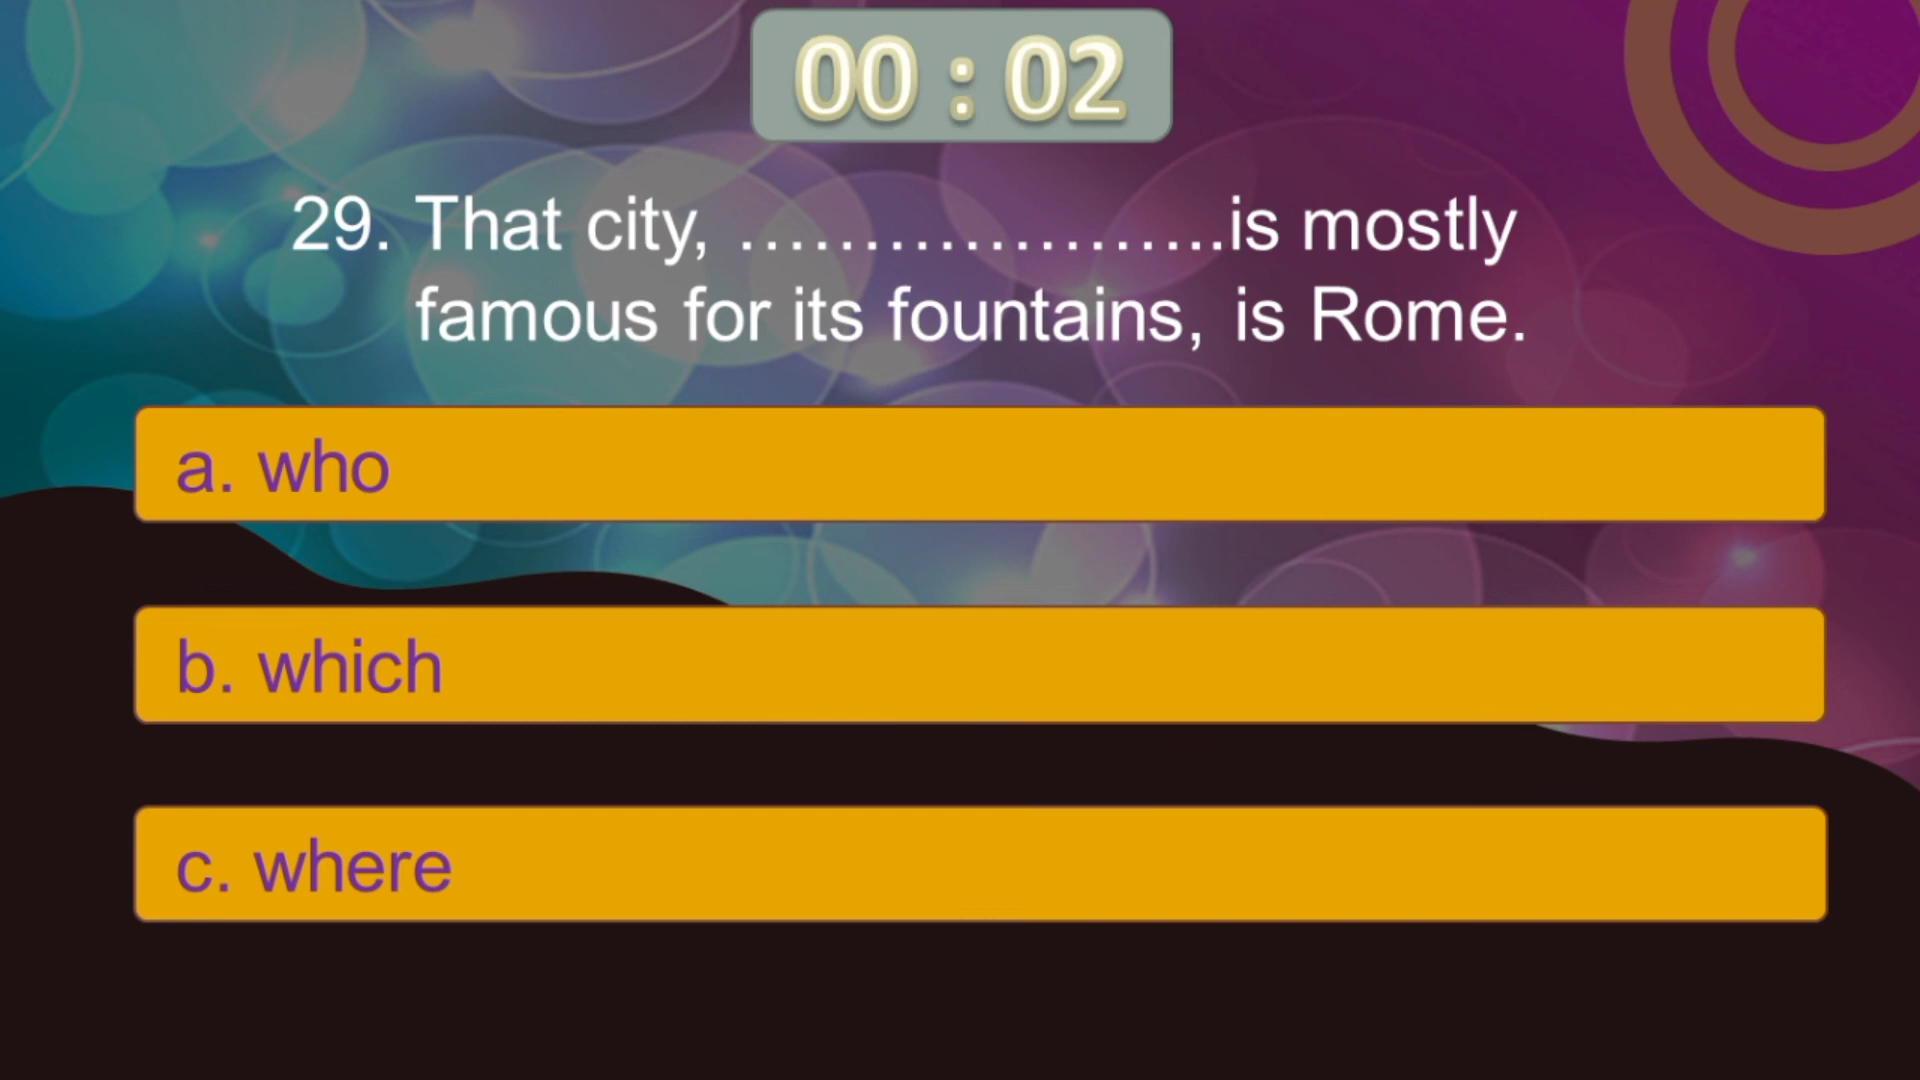 00 : 02
29. That city, ………………..is mostly
famous for its fountains, is Rome.
a. who
b. which
c. where